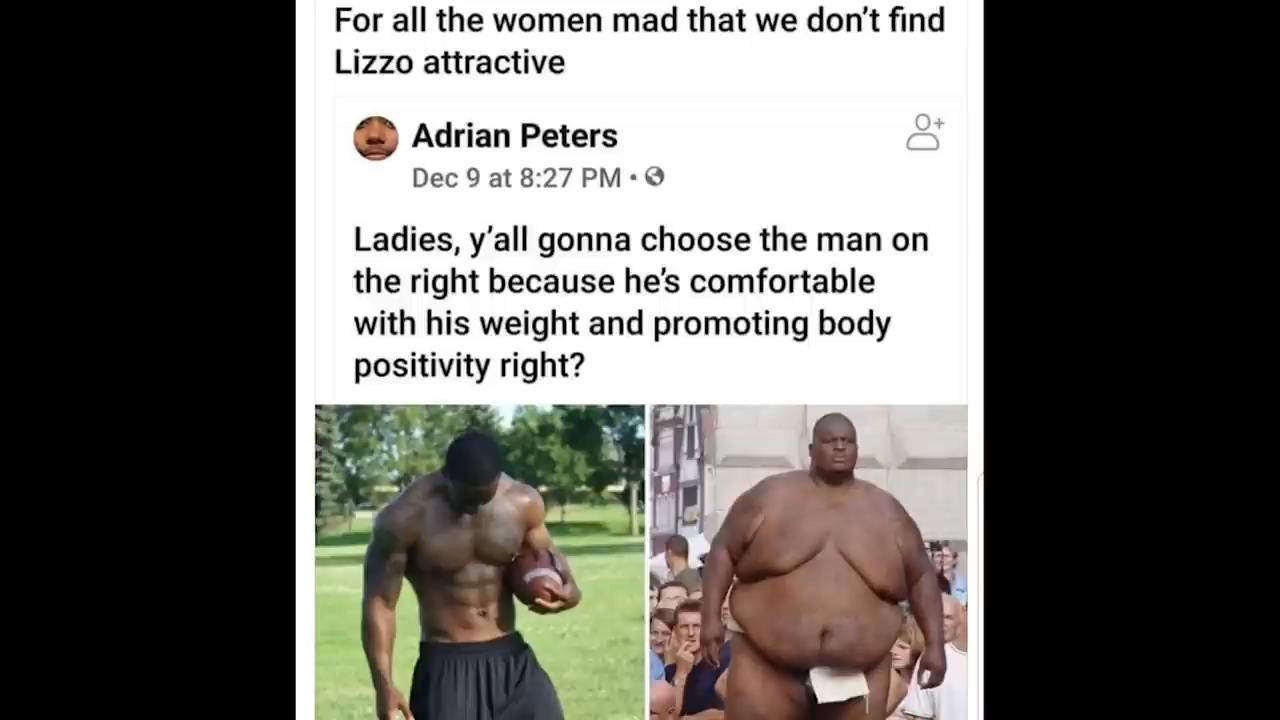 For all the women mad that we don't find
Lizzo attractive
Adrian Peters
Dec 9 at 8:27 PM •
Ladies, y'all gonna choose the man on
the right because he's comfortable
with his weight and promoting body
positivity right?